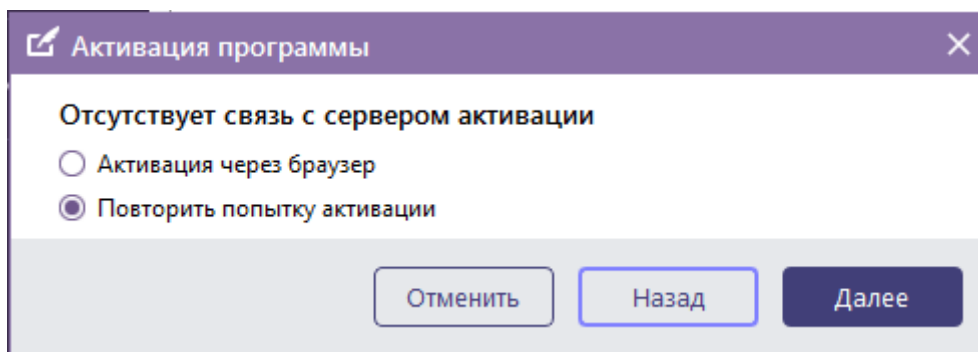 Активация программы
Отсутствует связь с сервером активации
Активация через браузер
Повторить попытку активации
Отменить Назад Далее